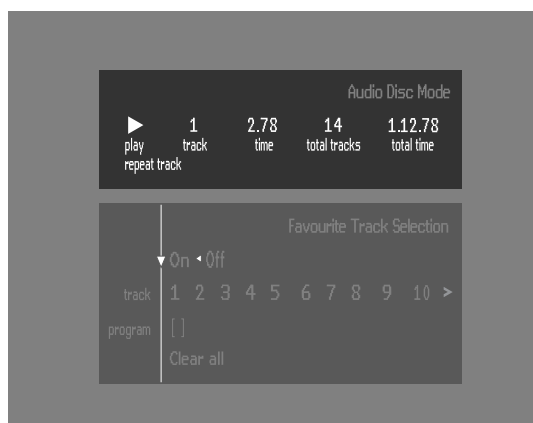 Audio Disc Mode
1 2.78 14 1.12.78
play track time total tracks total time
repeat track
Favourite Track Selection
On Off
track 1 2 3 4 5 6 7 8 9 10 >
program [ ]
Clear all